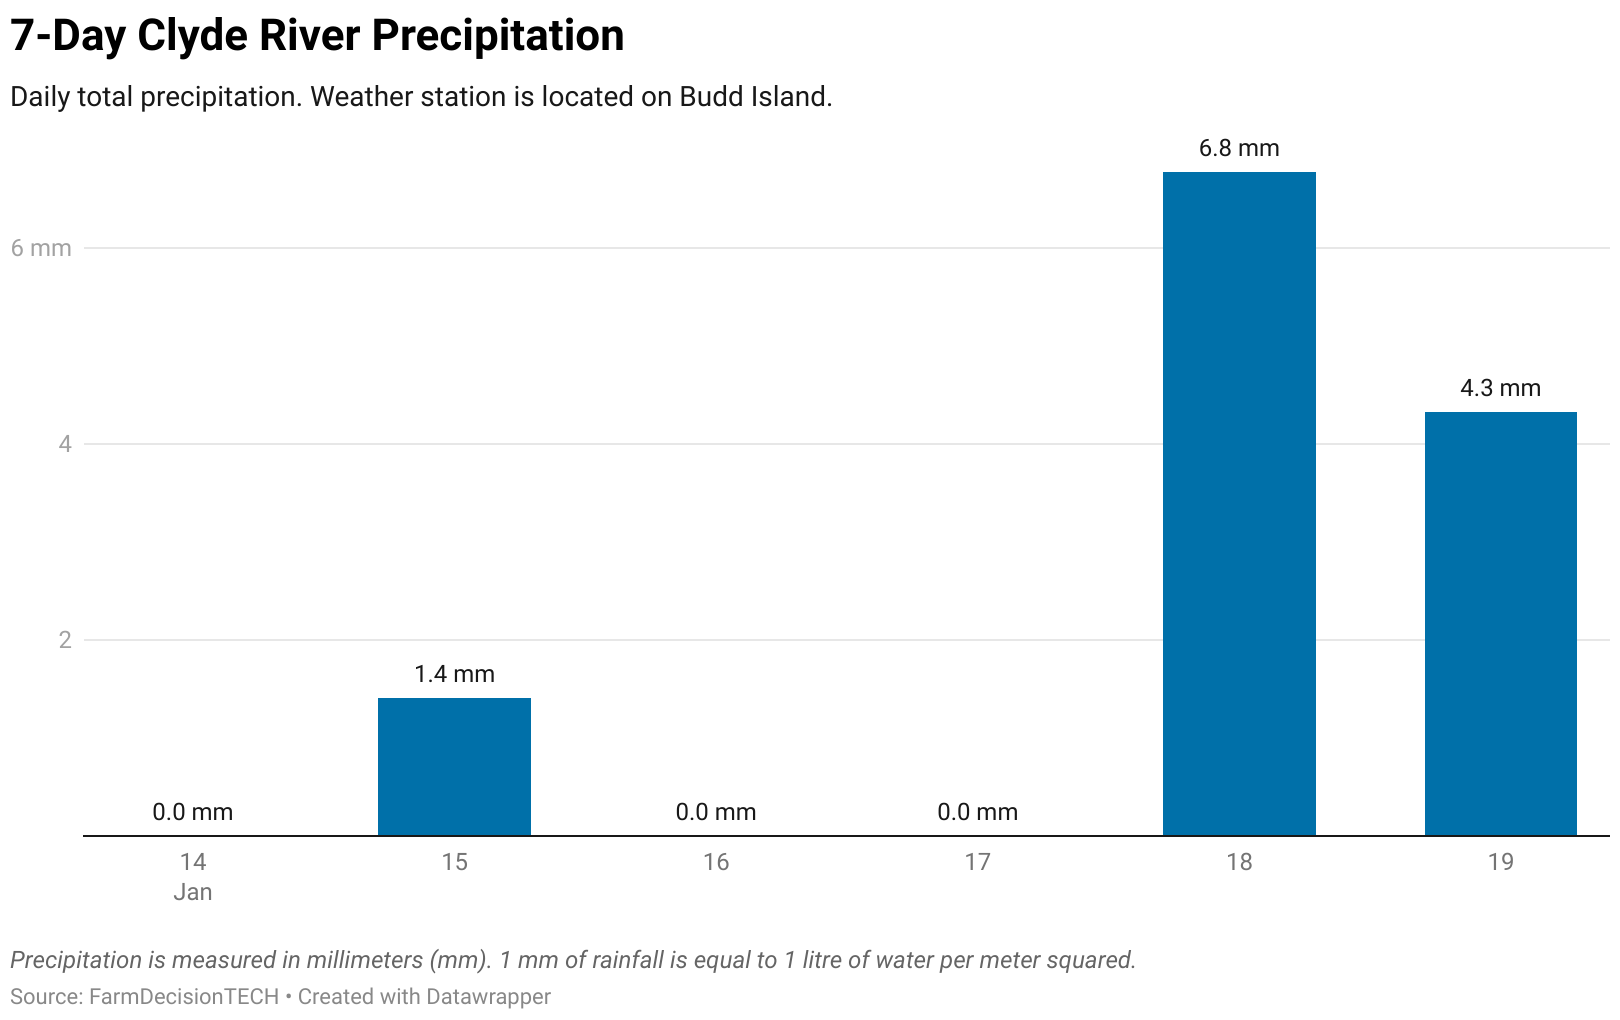 7-Day Clyde River Precipitation
Daily total precipitation. Weather station is located on Budd Island.
6.8 mm
6 mm
4.3 mm
4
2
1.4 mm
0.0 mm
0.0 mm
0.0 mm
14
15
16
17
18
19
Jan
Precipitation is measured in millimeters (mm). 1 mm of rainfall is equal to 1 litre of water per meter squared.
Source: FarmDecisionTECH • Created with Datawrapper